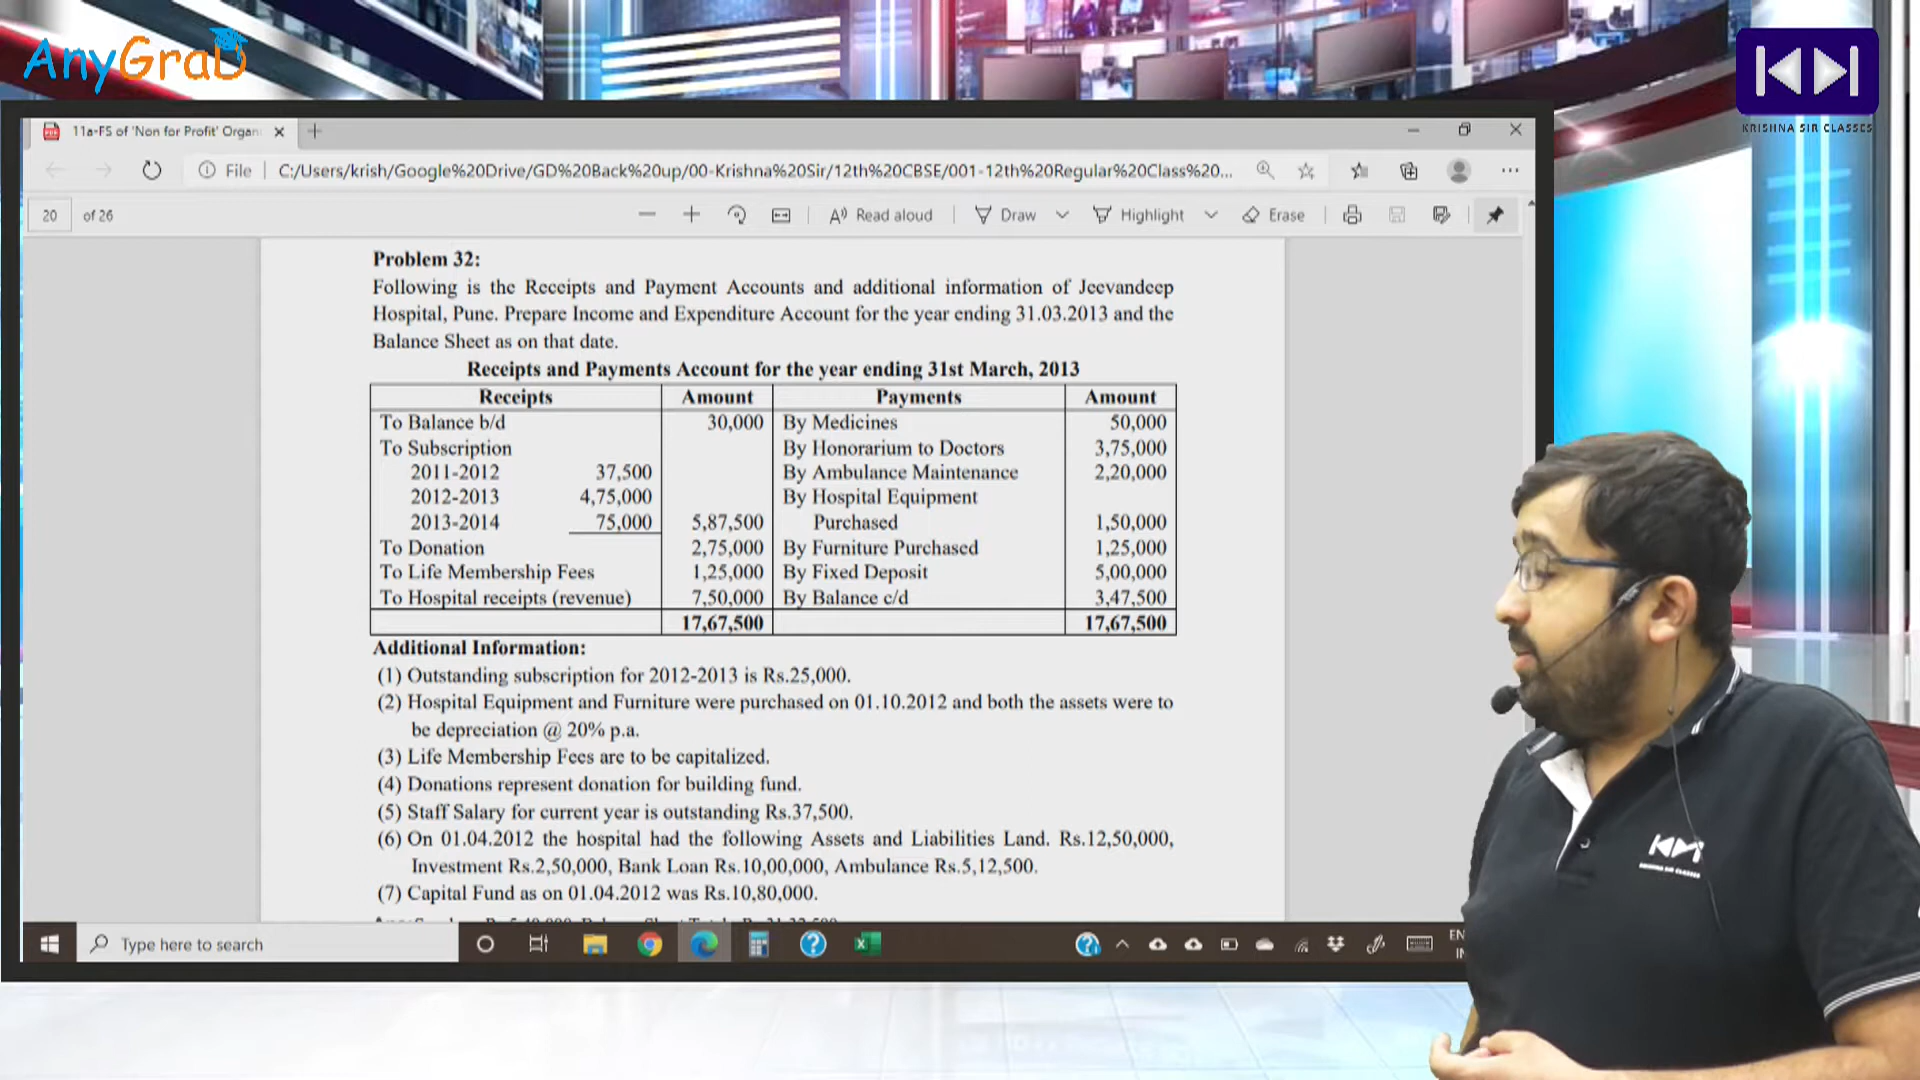 AnyGrad
KRISHNA SIR CLASSES
11a-FS of 'Non for Profit' Organ
File C:/Users/krish/Google%20Drive/GD%20Back%20up/00-Krishna%20Sir/12th%20CBSE/001-12th%20Regular%20Class%20...
20 of 26 Read aloud Draw Highlight Erase
Problem 32:
Following is the Receipts and Payment Accounts and additional information of Jeevandeep
Hospital, Pune. Prepare Income and Expenditure Account for the year ending 31.03.2013 and the
Balance Sheet as on that date.
Receipts and Payments Account for the year ending 31st March, 2013
Receipts Amount Payments Amount
To Balance b/d 30,000 By Medicines 50,000
To Subscription By Honorarium to Doctors 3,75,000
2011-2012 37,500 By Ambulance Maintenance 2,20,000
2012-2013 4,75,000 By Hospital Equipment
2013-2014 75,000 5,87,500 Purchased 1,50,000
To Donation 2,75,000 By Furniture Purchased 1,25,000
To Life Membership Fees 1,25,000 By Fixed Deposit 5,00,000
To Hospital receipts (revenue) 7,50,000 By Balance c/d 3,47,500
17,67,500 17,67,500
Additional Information:
(1) Outstanding subscription for 2012-2013 is Rs.25,000.
(2) Hospital Equipment and Furniture were purchased on 01.10.2012 and both the assets were to
be depreciation @ 20% p.a.
(3) Life Membership Fees are to be capitalized.
(4) Donations represent donation for building fund.
(5) Staff Salary for current year is outstanding Rs.37,500.
(6) On 01.04.2012 the hospital had the following Assets and Liabilities Land. Rs.12,50,000,
Investment Rs.2,50,000, Bank Loan Rs.10,00,000, Ambulance Rs.5,12,500.
(7) Capital Fund as on 01.04.2012 was Rs.10,80,000.
Type here to search
EN
KRISHNA SIR CLASSES